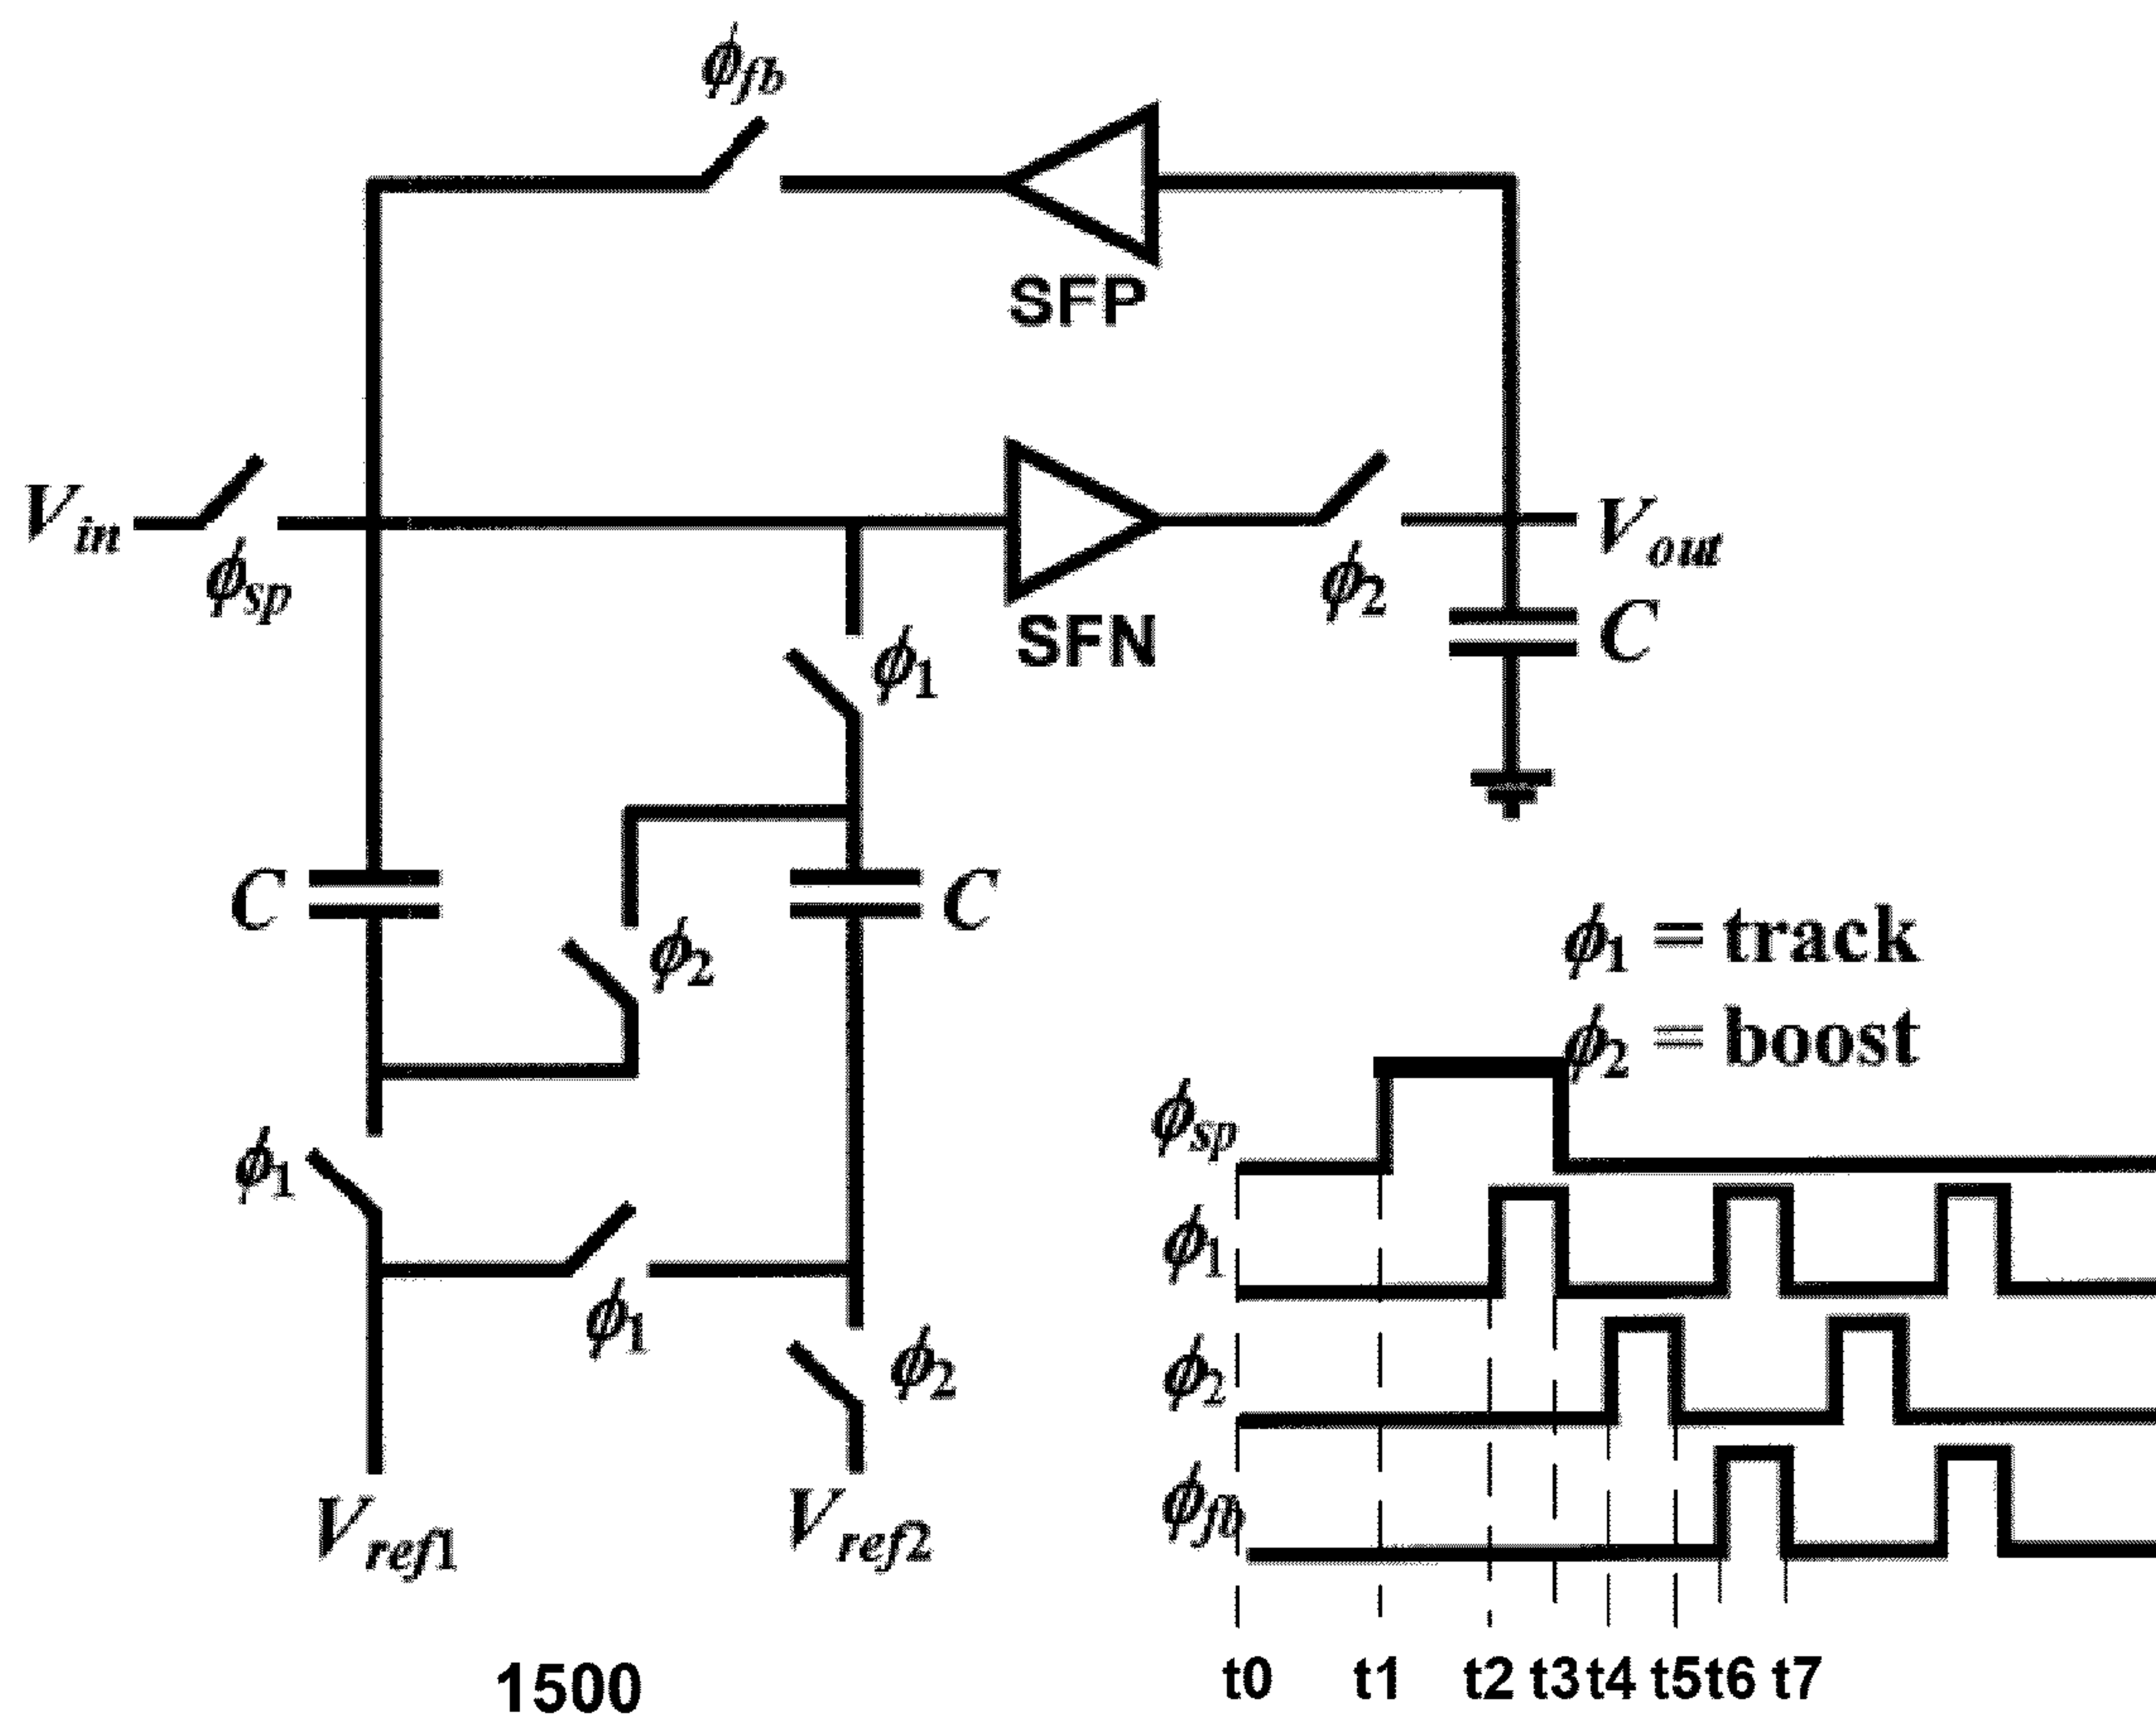 ϕfb
SFP
Vin
ϕsp
SFN
ϕ2
Vout
C
ϕ1
C
ϕ2
C
ϕ1 = track
ϕ2 = boost
ϕ1
ϕ1
ϕ2
Vref1
Vref2
ϕsp
ϕ1
ϕ2
ϕfb
t0 t1 t2 t3 t4 t5 t6 t7
1500